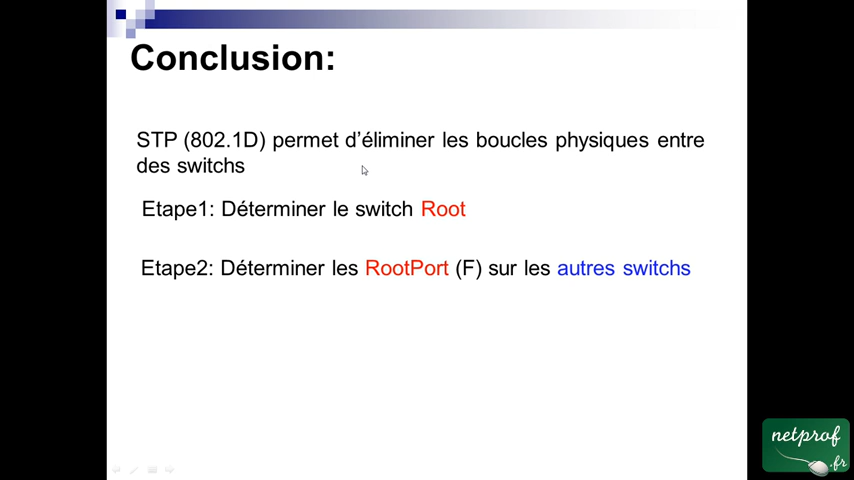 Conclusion:
STP (802.1D) permet d'éliminer les boucles physiques entre
des switchs
Etape1: Déterminer le switch Root
Etape2: Déterminer les RootPort (F) sur les autres switchs
netprof
.fr